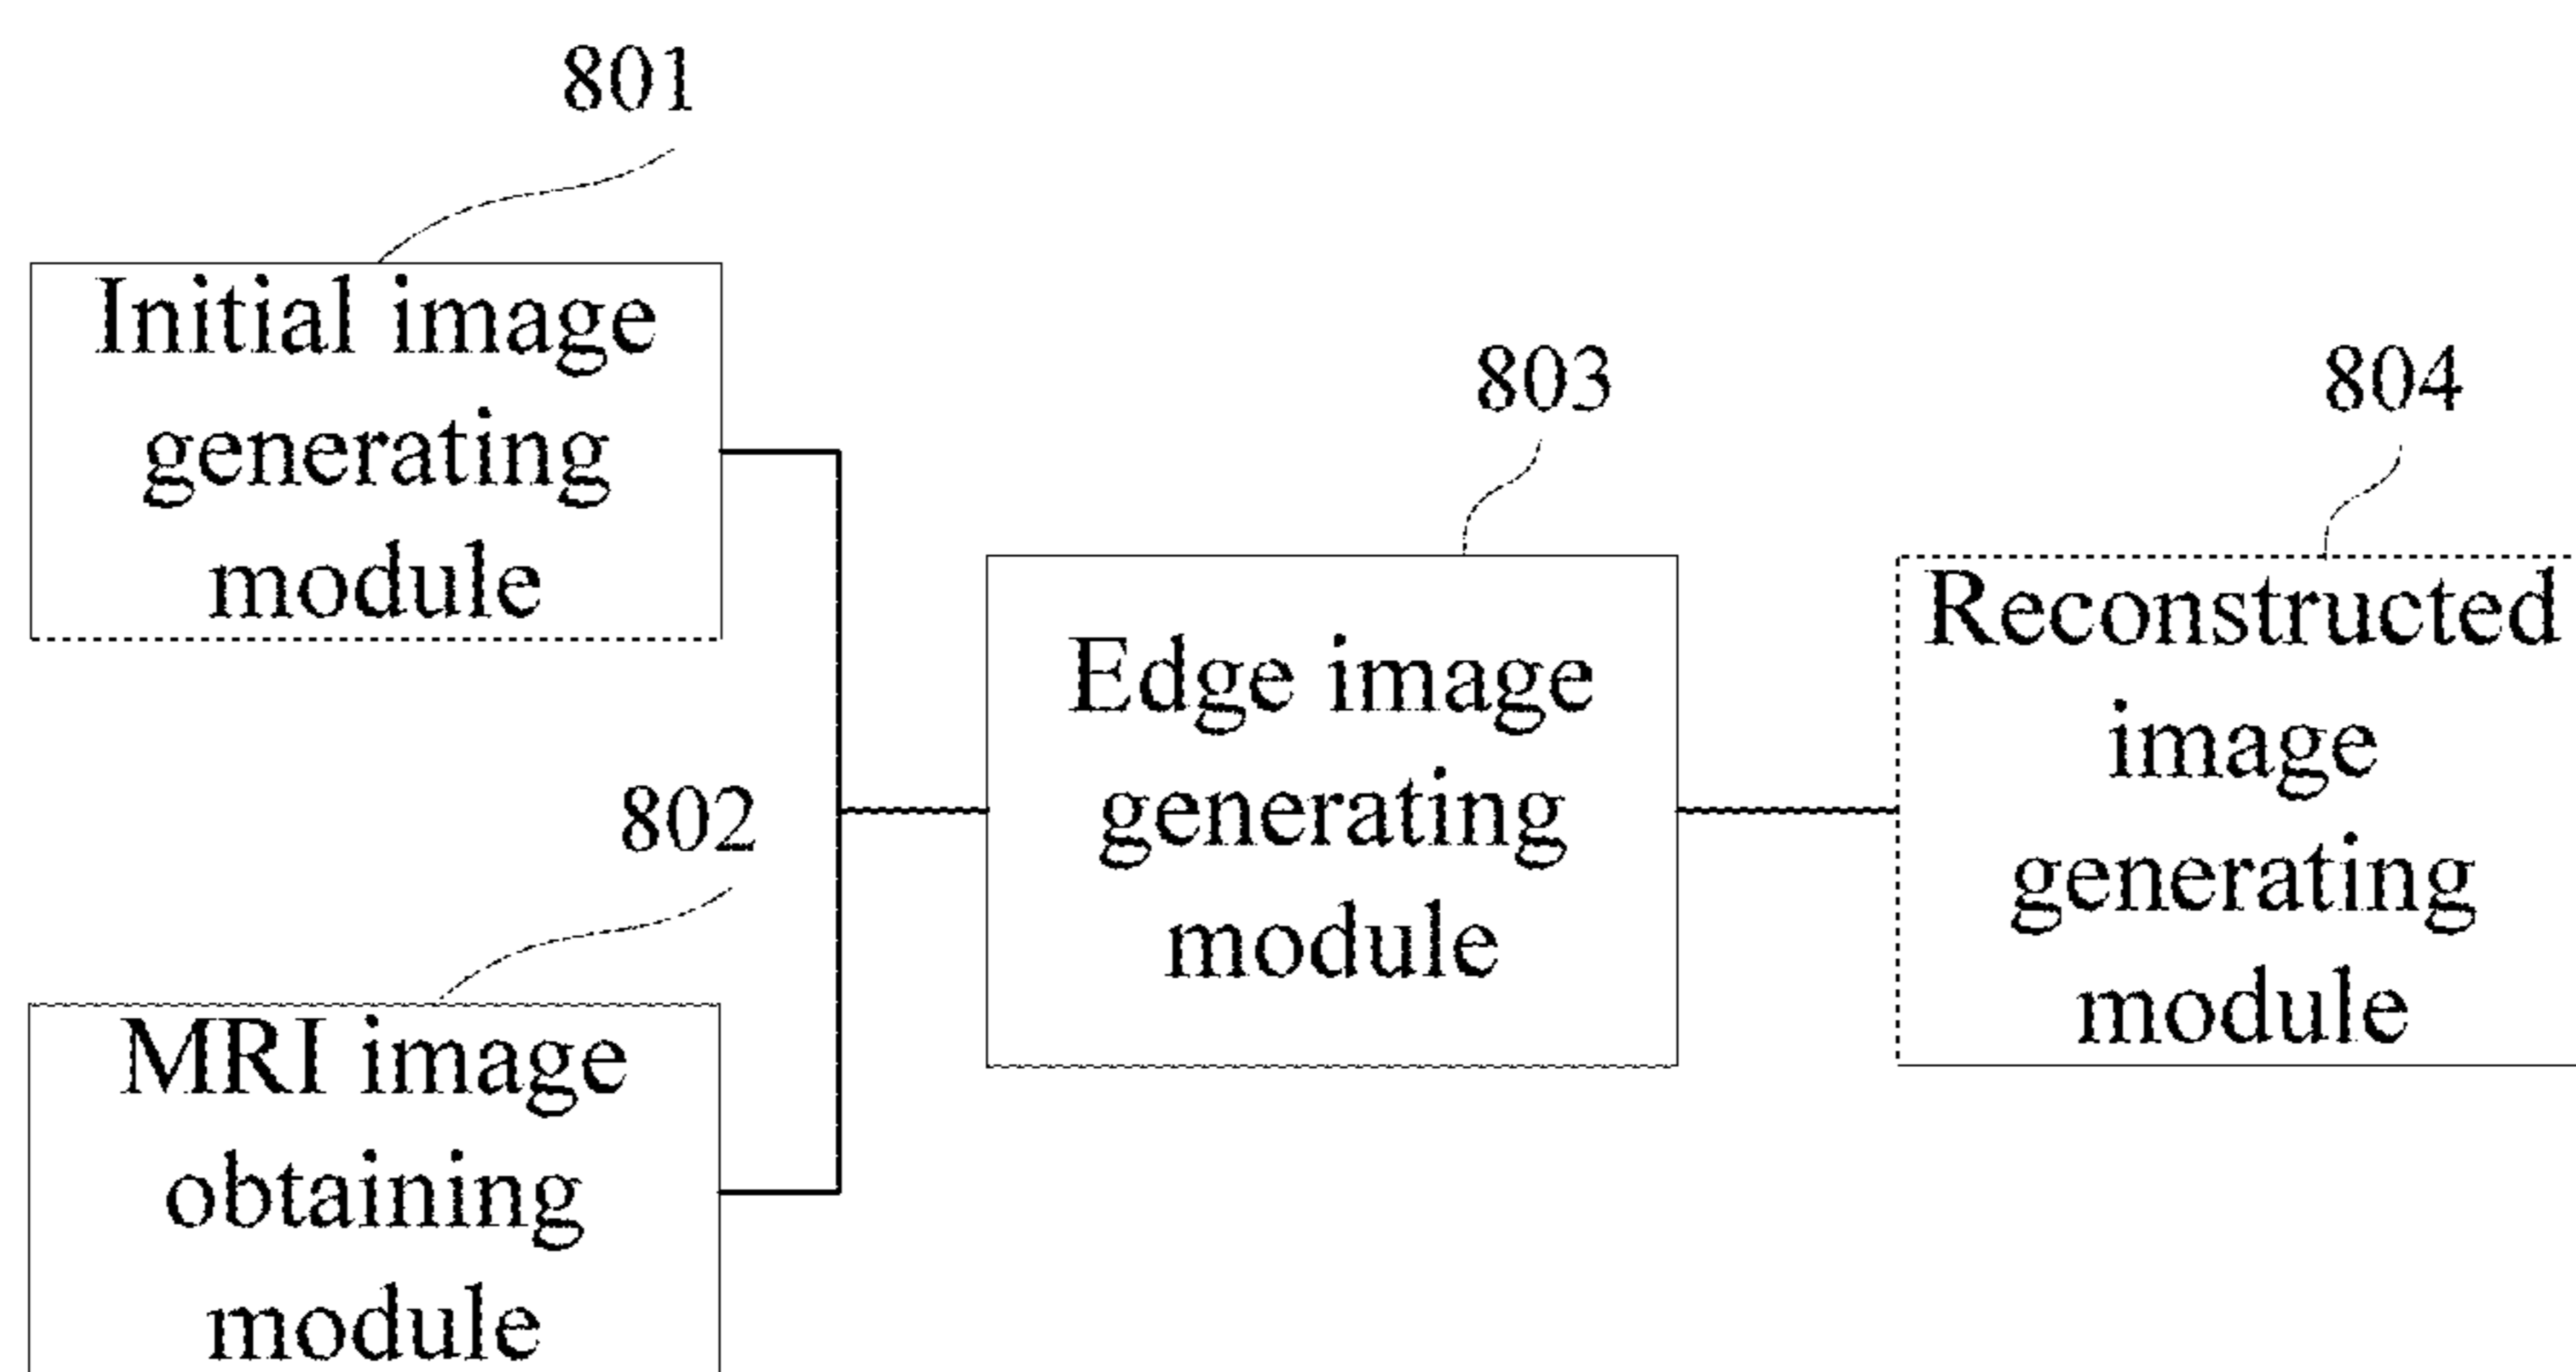 801
Initial image
generating
module
802
MRI image
obtaining
module
803
Edge image
generating
module
804
Reconstructed
image
generating
module